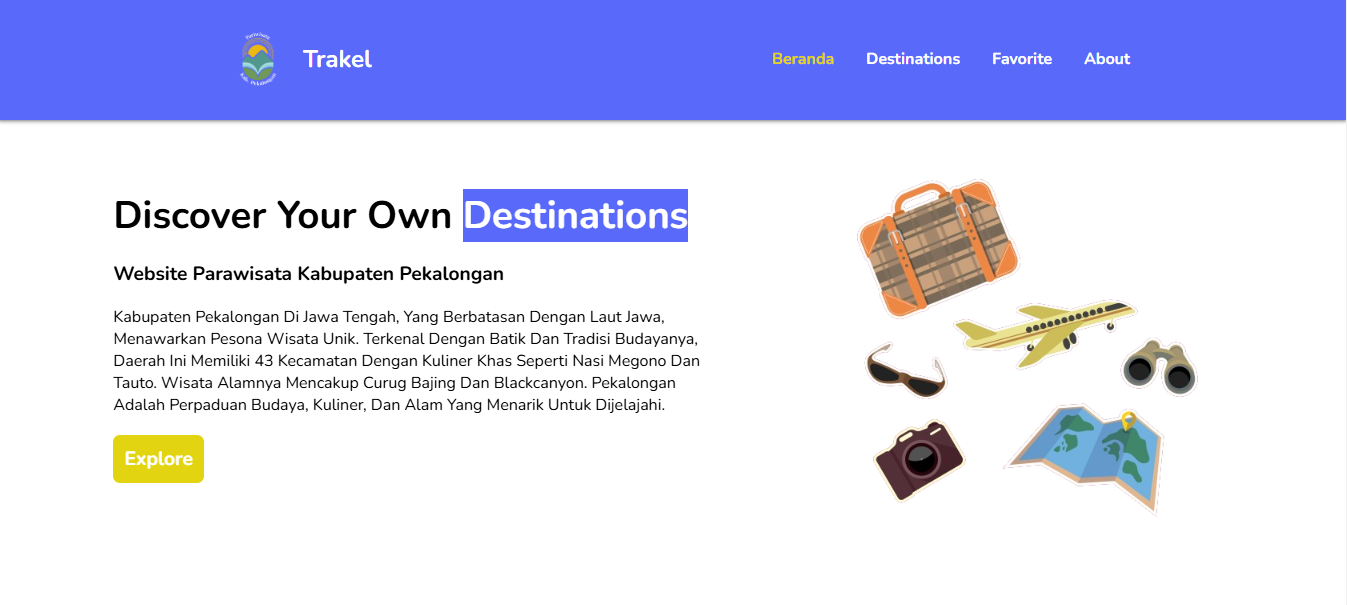 Pariwisata
Kab. Pekalongan
Trakel
Beranda
Destinations
Favorite
About
Discover Your Own Destinations
Website Parawisata Kabupaten Pekalongan
Kabupaten Pekalongan Di Jawa Tengah, Yang Berbatasan Dengan Laut Jawa,
Menawarkan Pesona Wisata Unik. Terkenal Dengan Batik Dan Tradisi Budayanya,
Daerah Ini Memiliki 43 Kecamatan Dengan Kuliner Khas Seperti Nasi Megono Dan
Tauto. Wisata Alamnya Mencakup Curug Bajing Dan Blackcanyon. Pekalongan
Adalah Perpaduan Budaya, Kuliner, Dan Alam Yang Menarik Untuk Dijelajahi.
Explore